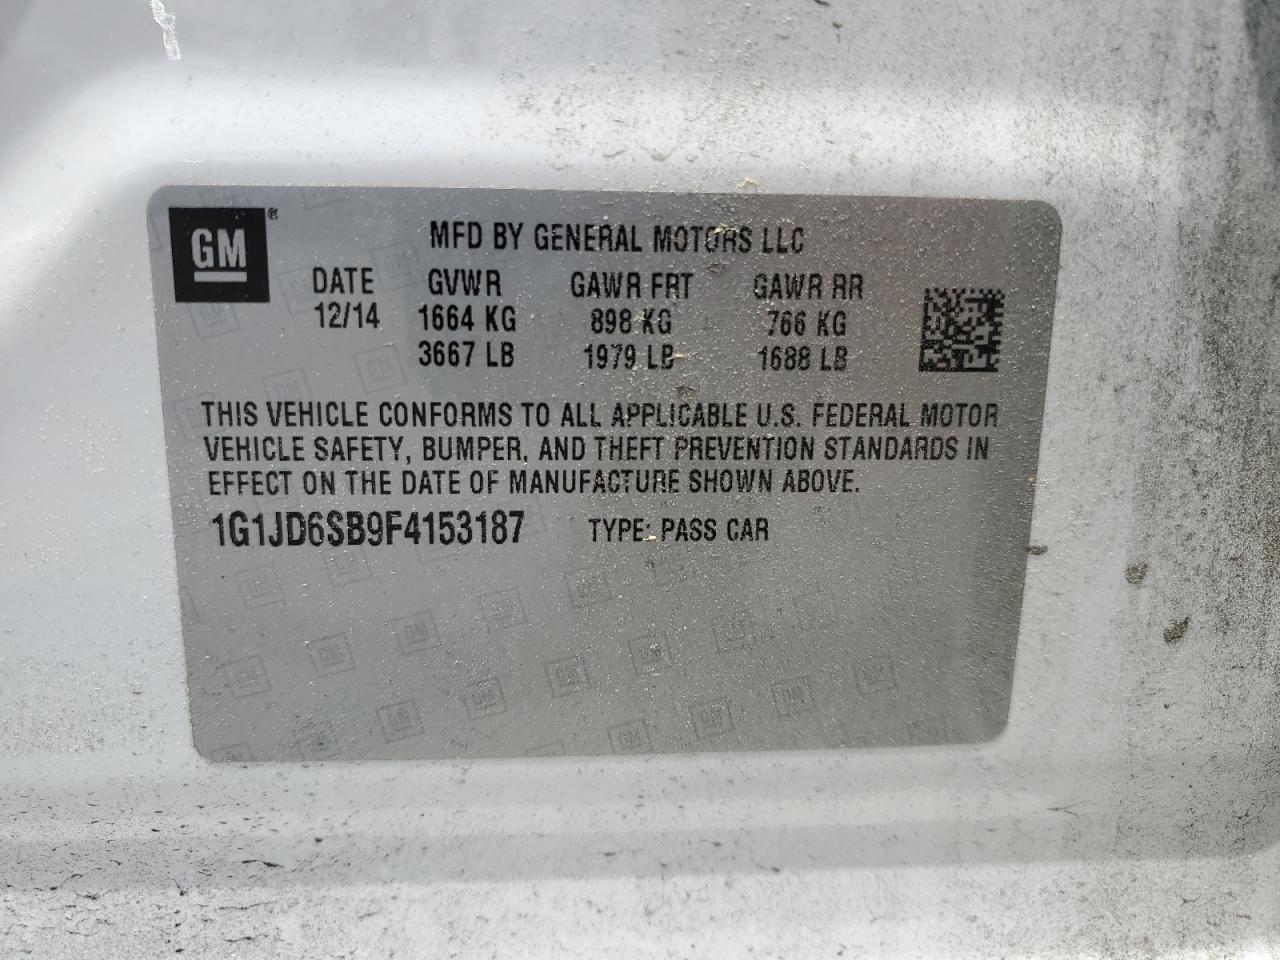 GM ®
MFD BY GENERAL MOTORS LLC
DATE GVWR GAWR FRT GAWR RR
12/14 1664 KG 898 KG 766 KG
3667 LB 1979 LB 1688 LB
THIS VEHICLE CONFORMS TO ALL APPLICABLE U.S. FEDERAL MOTOR
VEHICLE SAFETY, BUMPER, AND THEFT PREVENTION STANDARDS IN
EFFECT ON THE DATE OF MANUFACTURE SHOWN ABOVE.
1G1JD6SB9F4153187 TYPE: PASS CAR